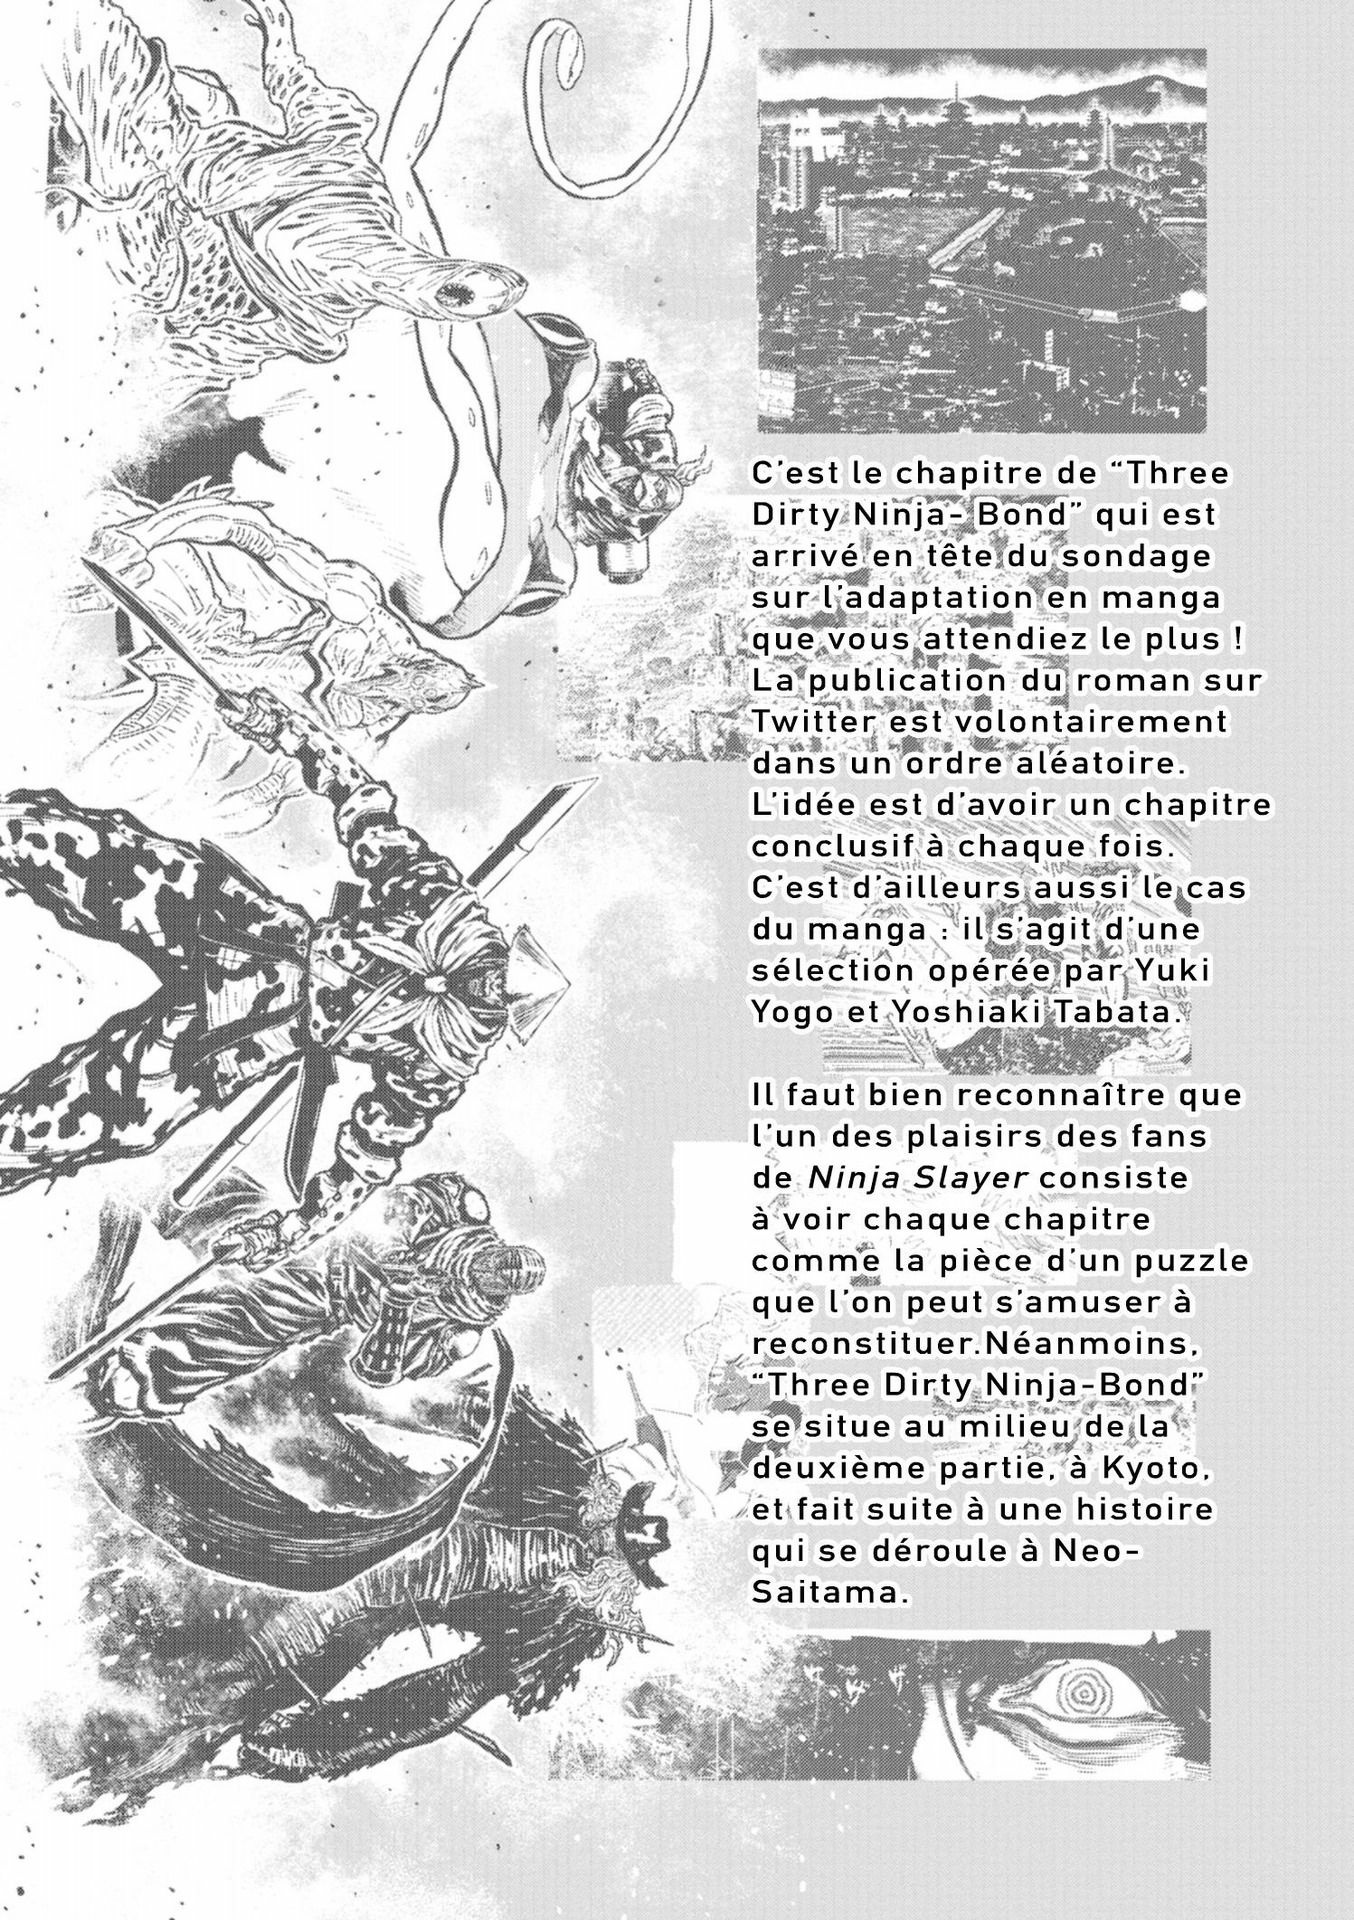 C'est le chapitre de “Three
Dirty Ninja- Bond” qui est
arrivé en tête du sondage
sur l'adaptation en manga
que vous attendiez le plus !
La publication du roman sur
Twitter est volontairement
dans un ordre aléatoire.
L'idée est d'avoir un chapitre
conclusif à chaque fois.
C'est d'ailleurs aussi le cas
du manga : il s'agit d'une
sélection opérée par Yuki
Yogo et Yoshiaki Tabata.
Il faut bien reconnaître que
l'un des plaisirs des fans
de Ninja Slayer consiste
à voir chaque chapitre
comme la pièce d'un puzzle
que l'on peut s'amuser à
reconstituer.Néanmoins,
“Three Dirty Ninja-Bond”
se situe au milieu de la
deuxième partie, à Kyoto,
et fait suite à une histoire
qui se déroule à Neo-
Saitama.